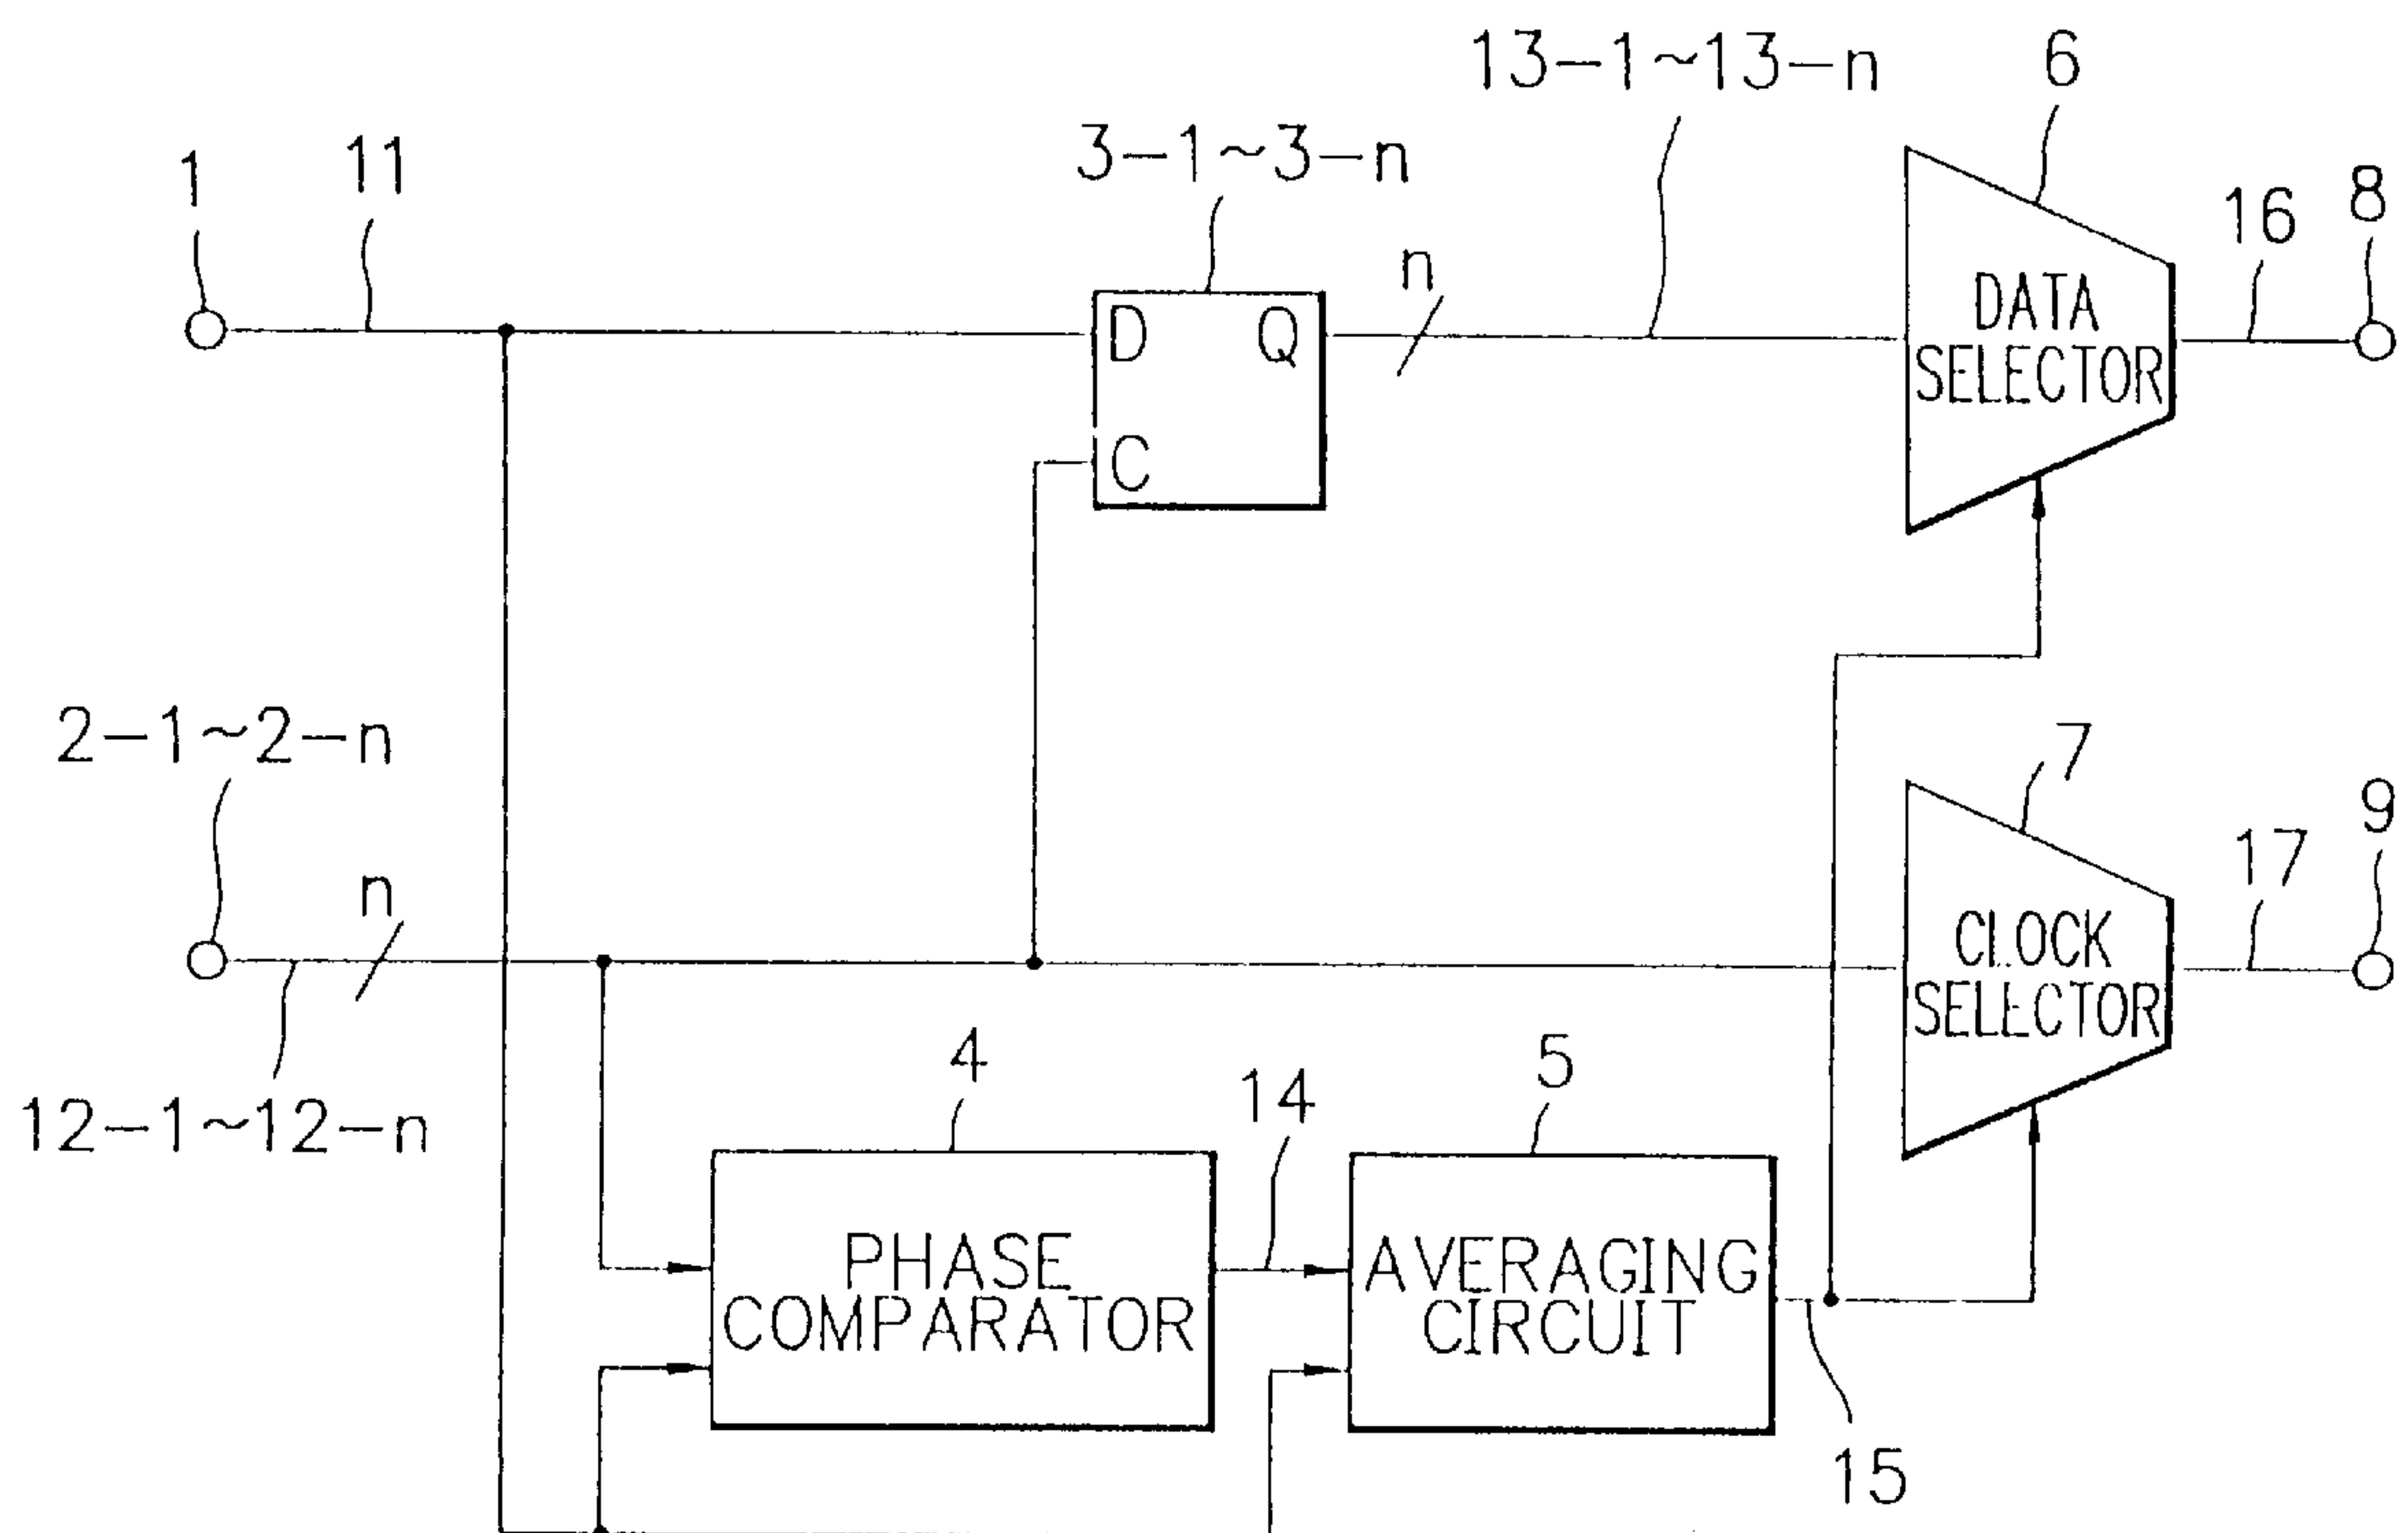 13-1~13-n
6
3-1~3-n
1
11
n
16
8
D
Q
C
DATA
SELECTOR
2-1~2-n
7
9
17
n
CLOCK
SELECTOR
12-1~12-n
4
14
5
PHASE
COMPARATOR
AVERAGING
CIRCUIT
15